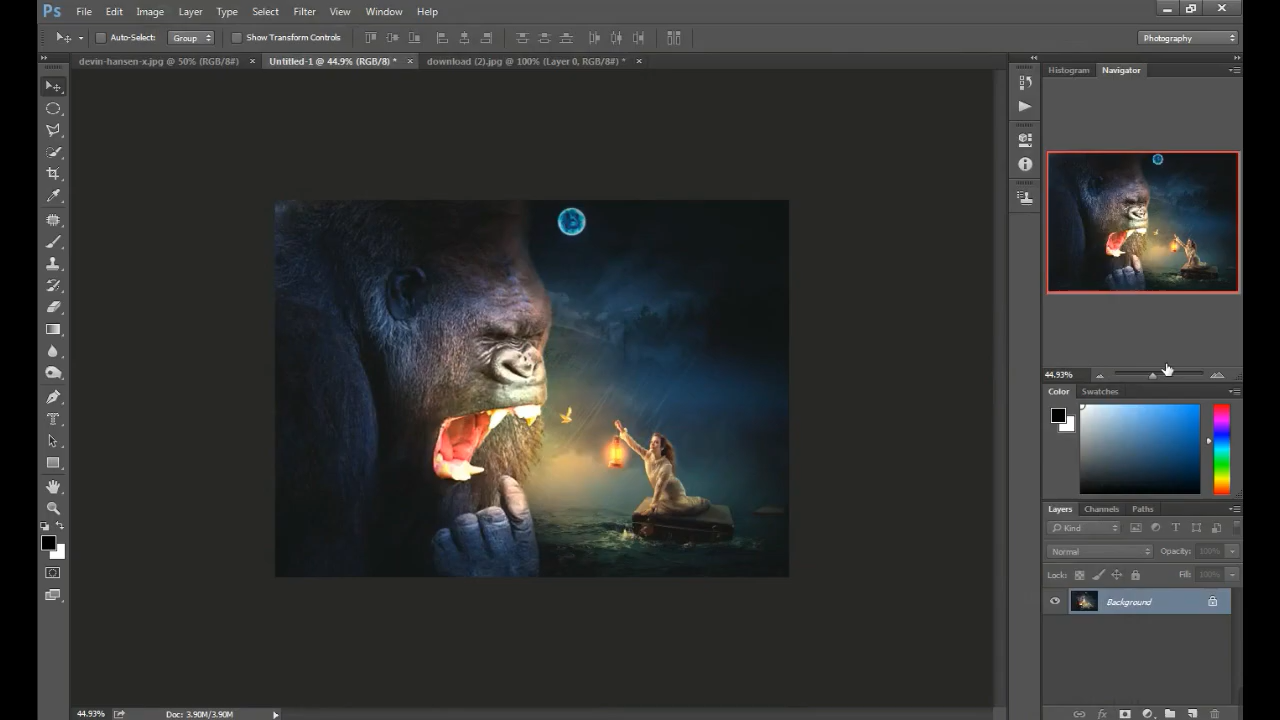 Ps File Edit Image Layer Type Select Filter View Window Help
Auto-Select: Group Show Transform Controls Photography
devin-hansen-x.jpg @ 50% (RGB/8#) × Untitled-1 @ 44.9% (RGB/8) * × download (2).jpg @ 100% (Layer 0, RGB/8#) * ×
Histogram Navigator
44.93%
Color Swatches
Layers Channels Paths
Kind
Normal Opacity: 100%
Lock: Fill: 100%
Background
44.93% Doc: 3.90M/3.90M